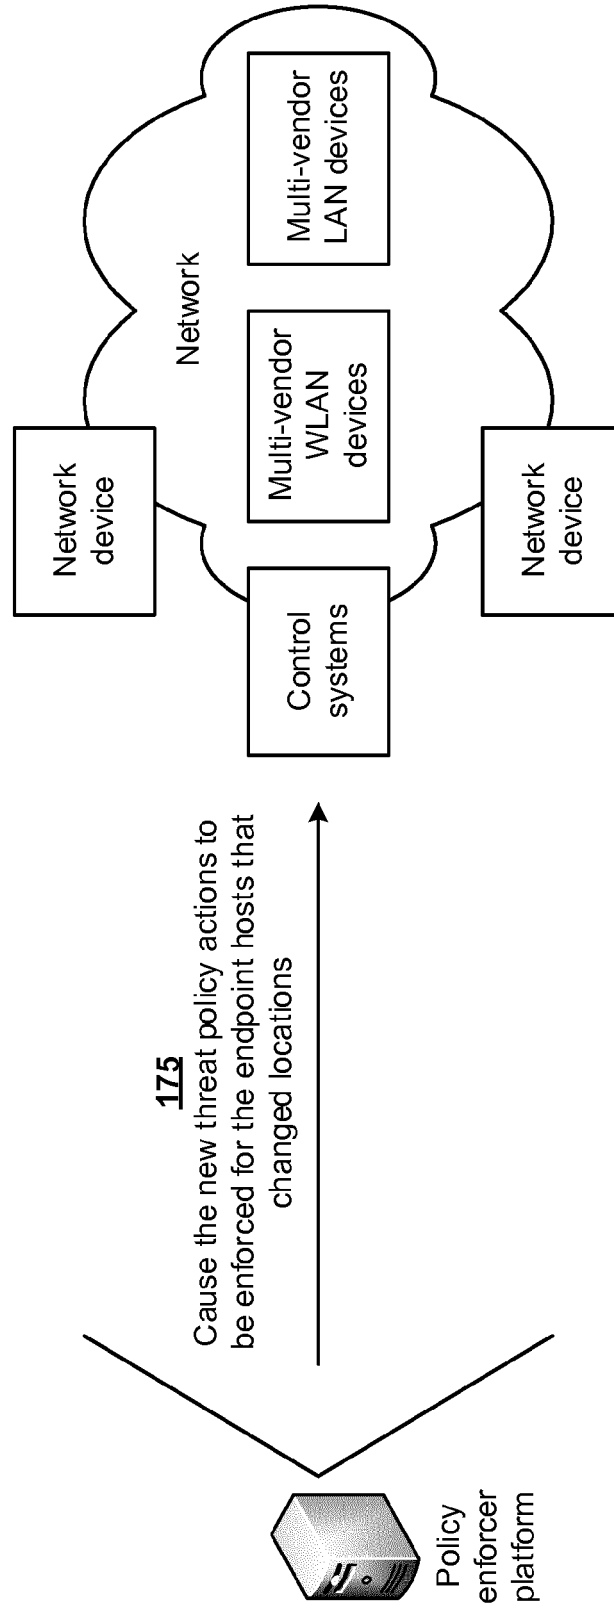 175
Cause the new threat policy actions to
be enforced for the endpoint hosts that
changed locations
Policy
enforcer
platform
Control
systems
Network
device
Network
device
Network
Multi-vendor
WLAN
devices
Multi-vendor
LAN devices